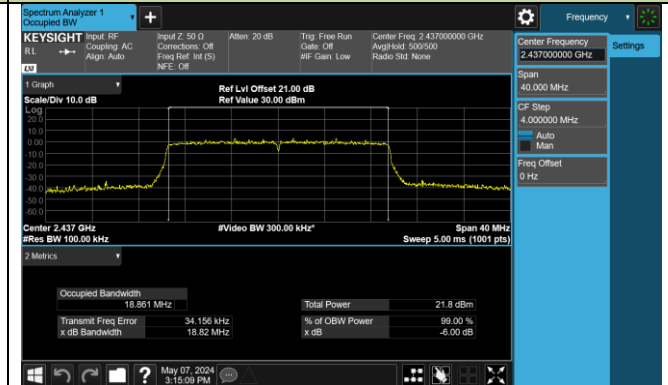 Spectrum Analyzer 1
Occupied BW
+
Frequency
KEYSIGHT
RL
LXI
Input: RF
Coupling: AC
Align: Auto
Input Z: 50 Ω
Corrections: Off
Freq Ref: Int (S)
NFE: Off
Atten: 20 dB
Trig: Free Run
Gate: Off
#IF Gain: Low
Center Freq: 2.437000000 GHz
Avg|Hold: 500/500
Radio Std: None
Center Frequency
2.437000000 GHz
Settings
Span
40.000 MHz
CF Step
4.000000 MHz
Auto
Man
Freq Offset
0 Hz
1 Graph
Scale/Div 10.0 dB
Ref Lvl Offset 21.00 dB
Ref Value 30.00 dBm
Log
20.0
10.0
0.00
-10.0
-20.0
-30.0
-40.0
-50.0
-60.0
Center 2.437 GHz
#Res BW 100.00 kHz
#Video BW 300.00 kHz*
Span 40 MHz
Sweep 5.00 ms (1001 pts)
2 Metrics
Occupied Bandwidth
18.861 MHz
Total Power 21.8 dBm
Transmit Freq Error 34.156 kHz
% of OBW Power 99.00 %
x dB Bandwidth 18.82 MHz
x dB -6.00 dB
?
May 07, 2024
3:15:09 PM